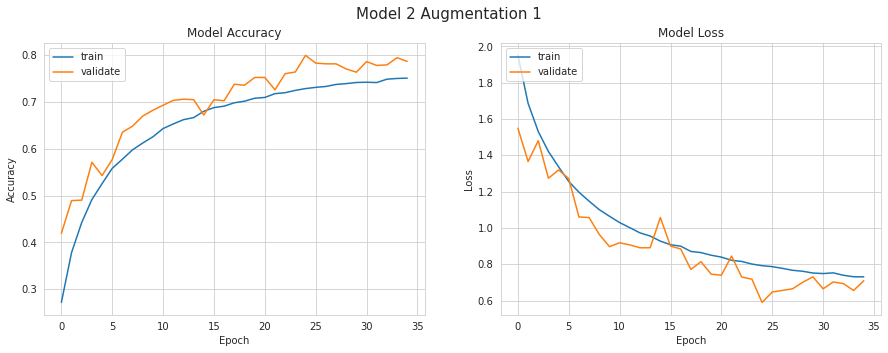 Model 2 Augmentation 1
Model Accuracy
train
validate
0.8
0.7
0.6
0.5
0.4
0.3
Accuracy
0 5 10 15 20 25 30 35
Epoch
Model Loss
train
validate
2.0
1.8
1.6
1.4
1.2
1.0
0.8
0.6
Loss
0 5 10 15 20 25 30 35
Epoch